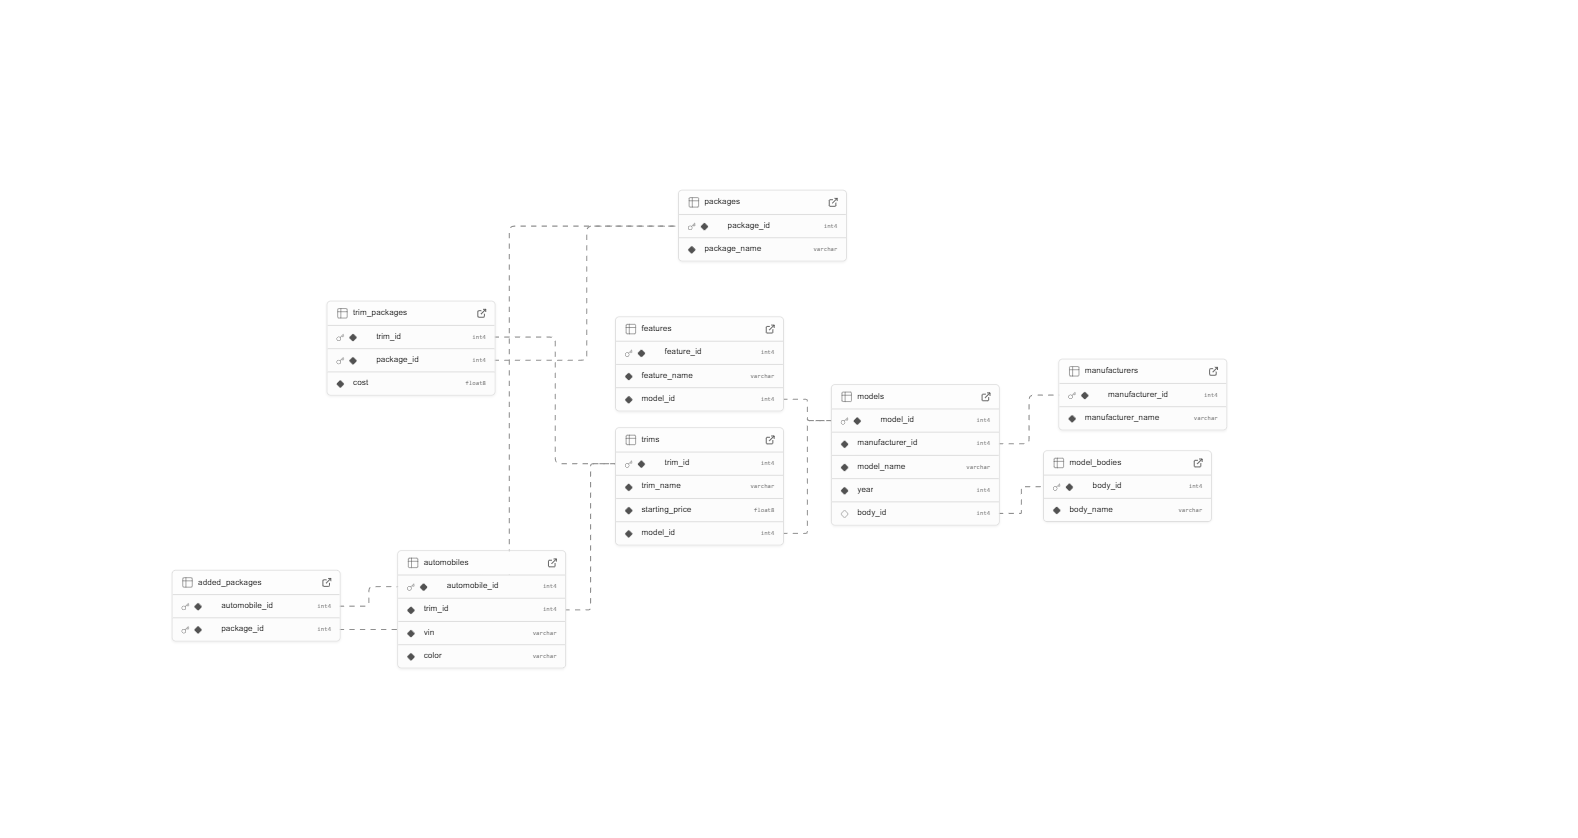 packages
package_id int4
package_name varchar
trim_packages
trim_id int4
package_id int4
cost float8
features
feature_id int4
feature_name varchar
model_id int4
trims
trim_id int4
trim_name varchar
starting_price float8
model_id int4
models
model_id int4
manufacturer_id int4
model_name varchar
year int4
body_id int4
manufacturers
manufacturer_id int4
manufacturer_name varchar
model_bodies
body_id int4
body_name varchar
automobiles
automobile_id int4
trim_id int4
vin varchar
color varchar
added_packages
automobile_id int4
package_id int4